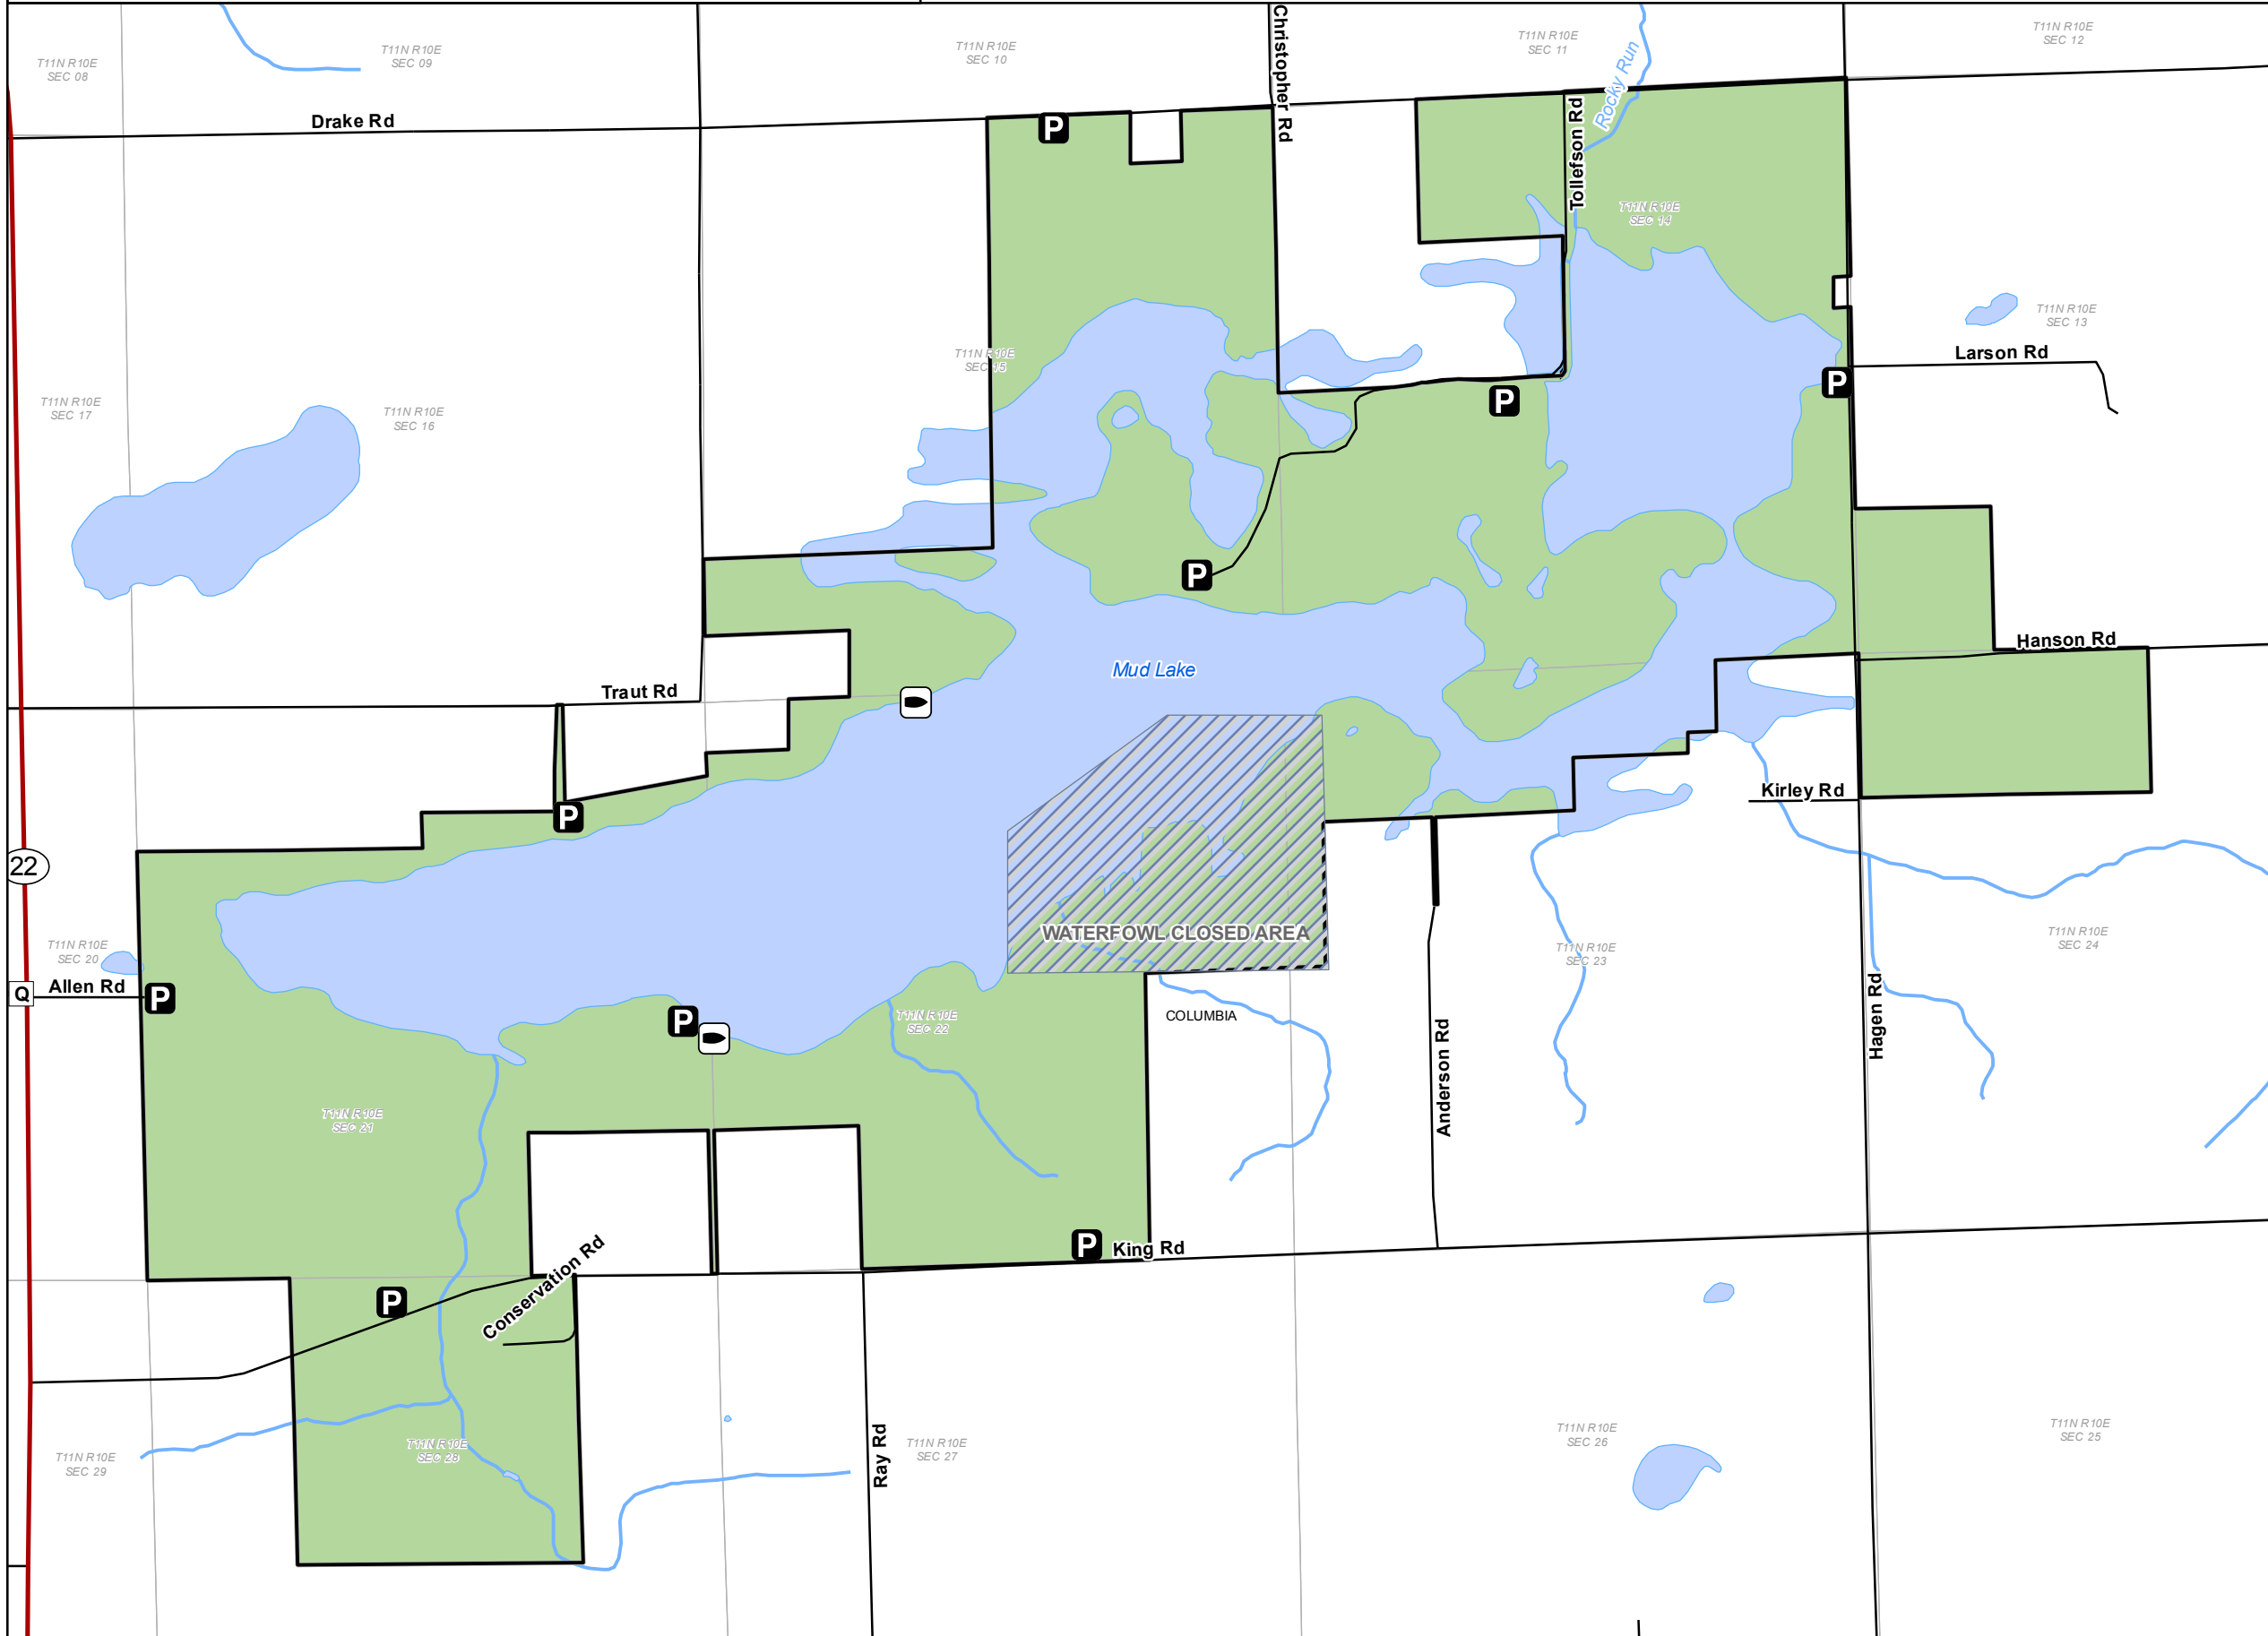 T11N R10E
SEC 08
T11N R10E
SEC 09
T11N R10E
SEC 10
Christopher Rd
T11N R10E
SEC 11
Rocky Run
T11N R10E
SEC 12
Drake Rd
P
Tollefson Rd
T11N R10E
SEC 14
T11N R10E
SEC 13
T11N R10E
SEC 15
Larson Rd
P
P
T11N R10E
SEC 17
T11N R10E
SEC 16
P
Hanson Rd
Mud Lake
Traut Rd
Kirley Rd
P
22
WATERFOWL CLOSED AREA
T11N R10E
SEC 20
T11N R10E
SEC 23
T11N R10E
SEC 24
Allen Rd
Q
P
P
T11N R10E
SEC 22
COLUMBIA
Hagen Rd
Anderson Rd
T11N R10E
SEC 21
P
King Rd
Conservation Rd
P
T11N R10E
SEC 29
T11N R10E
SEC 28
Ray Rd
T11N R10E
SEC 27
T11N R10E
SEC 26
T11N R10E
SEC 25